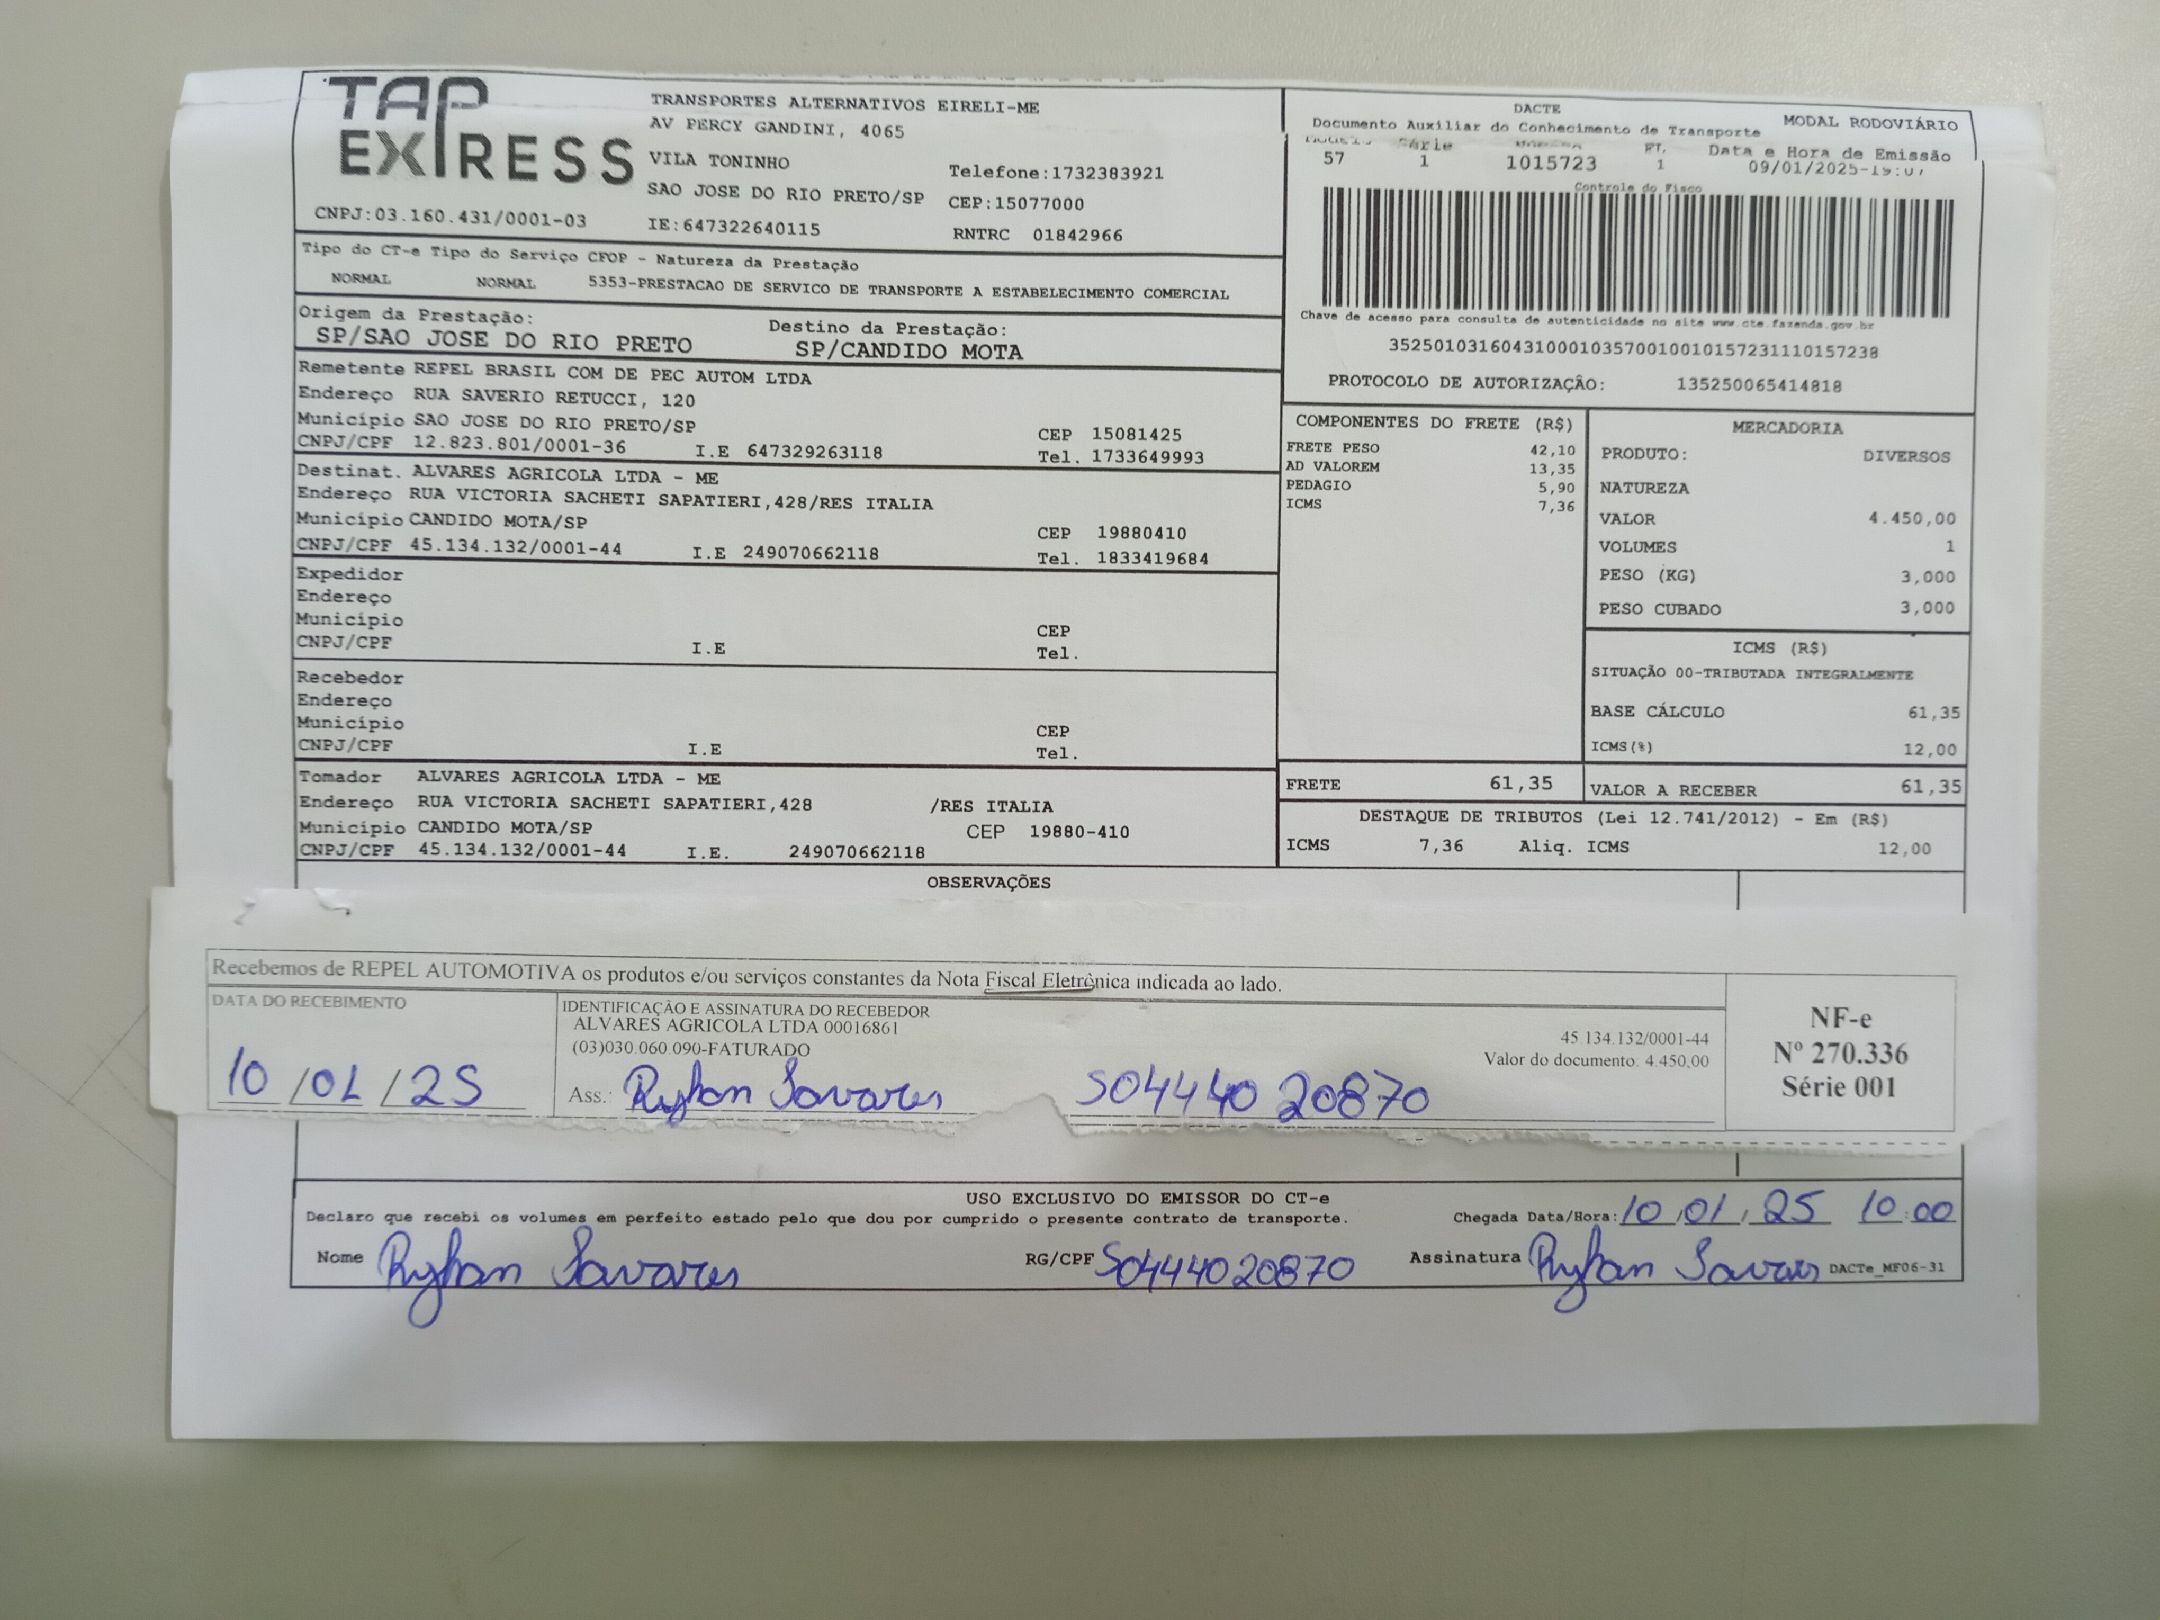 TAP EXPRESS
TRANSPORTES ALTERNATIVOS EIRELI-ME
AV PERCY GANDINI, 4065
VILA TONINHO
Telefone:1732383921
SAO JOSE DO RIO PRETO/SP CEP:15077000
CNPJ:03.160.431/0001-03 IE:647322640115 RNTRC 01842966
DACTE MODAL RODOVIÁRIO
Documento Auxiliar do Conhecimento de Transporte
Série PT. Data e Hora de Emissão
57 1 1015723 1 09/01/2025-19:07
Controle do Fisco
Chave de acesso para consulta de autenticidade no site www.cte.fazenda.gov.br
35250103160431000103570010010157231110157238
PROTOCOLO DE AUTORIZAÇÃO: 135250065414818
Tipo do CT-e Tipo do Serviço CFOP - Natureza da Prestação
NORMAL NORMAL 5353-PRESTACAO DE SERVICO DE TRANSPORTE A ESTABELECIMENTO COMERCIAL
Origem da Prestação: Destino da Prestação:
SP/SAO JOSE DO RIO PRETO SP/CANDIDO MOTA
Remetente REPEL BRASIL COM DE PEC AUTOM LTDA
Endereço RUA SAVERIO RETUCCI, 120
Município SAO JOSE DO RIO PRETO/SP CEP 15081425
CNPJ/CPF 12.823.801/0001-36 I.E 647329263118 Tel. 1733649993
Destinat. ALVARES AGRICOLA LTDA - ME
Endereço RUA VICTORIA SACHETI SAPATIERI,428/RES ITALIA
Município CANDIDO MOTA/SP CEP 19880410
CNPJ/CPF 45.134.132/0001-44 I.E 249070662118 Tel. 1833419684
Expedidor
Endereço
Município CEP
CNPJ/CPF I.E Tel.
Recebedor
Endereço
Município CEP
CNPJ/CPF I.E Tel.
Tomador ALVARES AGRICOLA LTDA - ME
Endereço RUA VICTORIA SACHETI SAPATIERI,428 /RES ITALIA
Município CANDIDO MOTA/SP CEP 19880-410
CNPJ/CPF 45.134.132/0001-44 I.E. 249070662118
COMPONENTES DO FRETE (R$)
FRETE PESO 42,10
AD VALOREM 13,35
PEDAGIO 5,90
ICMS 7,36
MERCADORIA
PRODUTO: DIVERSOS
NATUREZA
VALOR 4.450,00
VOLUMES 1
PESO (KG) 3,000
PESO CUBADO 3,000
ICMS (R$)
SITUAÇÃO 00-TRIBUTADA INTEGRALMENTE
BASE CÁLCULO 61,35
ICMS(%) 12,00
FRETE 61,35 VALOR A RECEBER 61,35
DESTAQUE DE TRIBUTOS (Lei 12.741/2012) - Em (R$)
ICMS 7,36 Aliq. ICMS 12,00
OBSERVAÇÕES
Recebemos de REPEL AUTOMOTIVA os produtos e/ou serviços constantes da Nota Fiscal Eletrônica indicada ao lado.
DATA DO RECEBIMENTO
10/01/25
IDENTIFICAÇÃO E ASSINATURA DO RECEBEDOR
ALVARES AGRICOLA LTDA 00016861 45.134.132/0001-44
(03)030.060.090-FATURADO Valor do documento: 4.450,00
Ass.: Ryhan Savares 50444020870
NF-e
Nº 270.336
Série 001
USO EXCLUSIVO DO EMISSOR DO CT-e
Declaro que recebi os volumes em perfeito estado pelo que dou por cumprido o presente contrato de transporte. Chegada Data/Hora: 10/01/25 10:00
Nome Ryhan Savares RG/CPF 50444020870 Assinatura Ryhan Savares DACTe_MF06-31